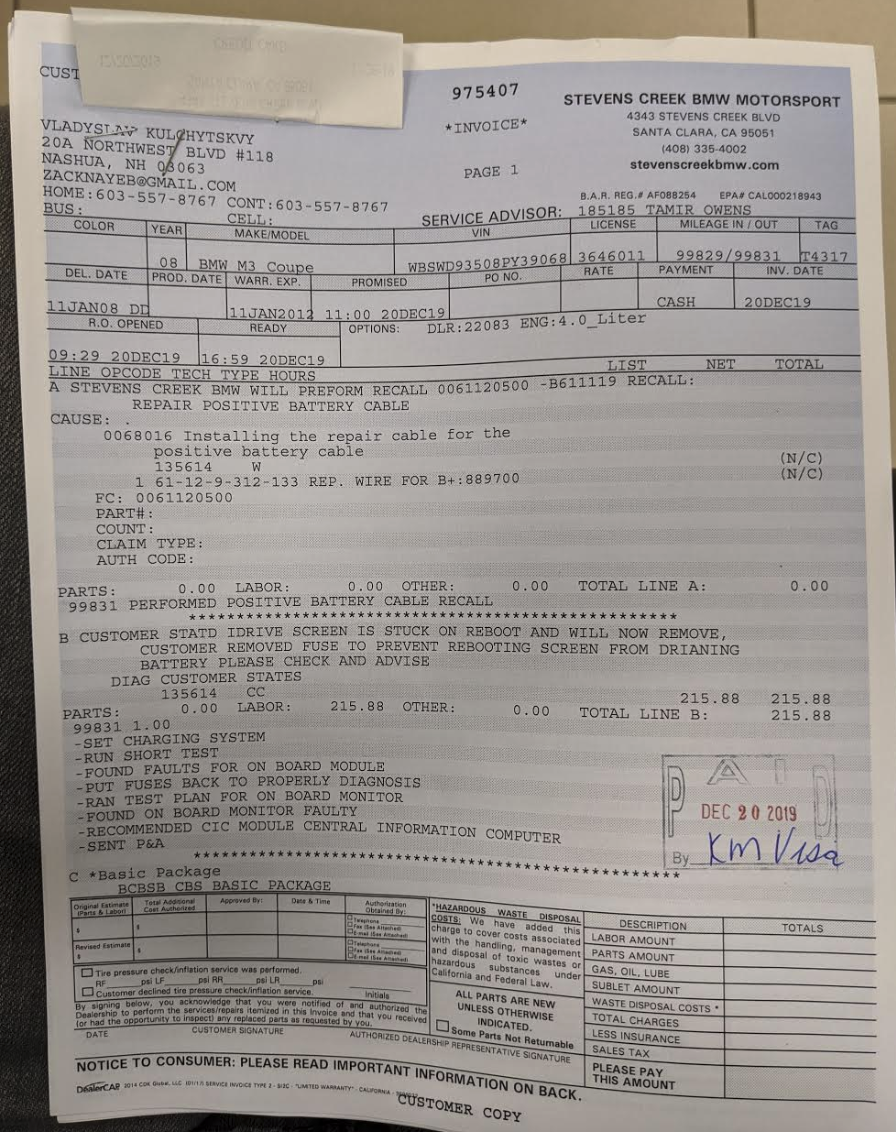 CUST
975407
*INVOICE*
PAGE 1
STEVENS CREEK BMW MOTORSPORT
4343 STEVENS CREEK BLVD
SANTA CLARA, CA 95051
(408) 335-4002
stevenscreekbmw.com
VLADYSLAV KULCHYTSKVY
20A NORTHWEST BLVD #118
NASHUA, NH 03063
ZACKNAYEB@GMAIL.COM
HOME:603-557-8767 CONT:603-557-8767
BUS: CELL:
B.A.R. REG.# AF088254 EPA# CAL000218943
SERVICE ADVISOR: 185185 TAMIR OWENS
COLOR YEAR MAKE/MODEL VIN LICENSE MILEAGE IN / OUT TAG
08 BMW M3 Coupe WBSWD93508PY39068 3646011 99829/99831 T4317
DEL. DATE PROD. DATE WARR. EXP. PROMISED PO NO. RATE PAYMENT INV. DATE
11JAN08 DD 11JAN2012 11:00 20DEC19 CASH 20DEC19
R.O. OPENED READY OPTIONS: DLR:22083 ENG:4.0_Liter
09:29 20DEC19 16:59 20DEC19
LINE OPCODE TECH TYPE HOURS LIST NET TOTAL
A STEVENS CREEK BMW WILL PREFORM RECALL 0061120500 -B611119 RECALL:
REPAIR POSITIVE BATTERY CABLE
CAUSE: .
0068016 Installing the repair cable for the
positive battery cable
135614 W (N/C)
1 61-12-9-312-133 REP. WIRE FOR B+:889700 (N/C)
FC: 0061120500
PART#:
COUNT:
CLAIM TYPE:
AUTH CODE:
PARTS: 0.00 LABOR: 0.00 OTHER: 0.00 TOTAL LINE A: 0.00
99831 PERFORMED POSITIVE BATTERY CABLE RECALL
****************************************************
B CUSTOMER STATD IDRIVE SCREEN IS STUCK ON REBOOT AND WILL NOW REMOVE,
CUSTOMER REMOVED FUSE TO PREVENT REBOOTING SCREEN FROM DRIANING
BATTERY PLEASE CHECK AND ADVISE
DIAG CUSTOMER STATES
135614 CC 215.88 215.88
PARTS: 0.00 LABOR: 215.88 OTHER: 0.00 TOTAL LINE B: 215.88
99831 1.00
-SET CHARGING SYSTEM
-RUN SHORT TEST
-FOUND FAULTS FOR ON BOARD MODULE
-PUT FUSES BACK TO PROPERLY DIAGNOSIS
-RAN TEST PLAN FOR ON BOARD MONITOR
-FOUND ON BOARD MONITOR FAULTY
-RECOMMENDED CIC MODULE CENTRAL INFORMATION COMPUTER
-SENT P&A
PAID
DEC 20 2019
By KM Visa
****************************************************
C *Basic Package
BCBSB CBS BASIC PACKAGE
Original Estimate (Parts & Labor) Total Additional Cost Authorized Approved By: Date & Time Authorization Obtained By:
$ $ Telephone
Fax (See Attached)
E-mail (See Attached)
Revised Estimate
$ $ Telephone
Fax (See Attached)
E-mail (See Attached)
Tire pressure check/inflation service was performed.
RF psi LF psi RR psi LR psi
Customer declined tire pressure check/inflation service. Initials
By signing below, you acknowledge that you were notified of and authorized the
Dealership to perform the services/repairs itemized in this Invoice and that you received
(or had the opportunity to inspect) any replaced parts as requested by you.
DATE CUSTOMER SIGNATURE AUTHORIZED DEALERSHIP REPRESENTATIVE SIGNATURE
*HAZARDOUS WASTE DISPOSAL
COSTS: We have added this
charge to cover costs associated
with the handling, management
and disposal of toxic wastes or
hazardous substances under
California and Federal Law.
ALL PARTS ARE NEW
UNLESS OTHERWISE
INDICATED.
Some Parts Not Returnable
DESCRIPTION TOTALS
LABOR AMOUNT
PARTS AMOUNT
GAS, OIL, LUBE
SUBLET AMOUNT
WASTE DISPOSAL COSTS *
TOTAL CHARGES
LESS INSURANCE
SALES TAX
PLEASE PAY
THIS AMOUNT
NOTICE TO CONSUMER: PLEASE READ IMPORTANT INFORMATION ON BACK.
DealerCAP 2014 CDK Global, LLC (01/17) SERVICE INVOICE TYPE 2 - SI2C - "LIMITED WARRANTY" - CALIFORNIA
CUSTOMER COPY